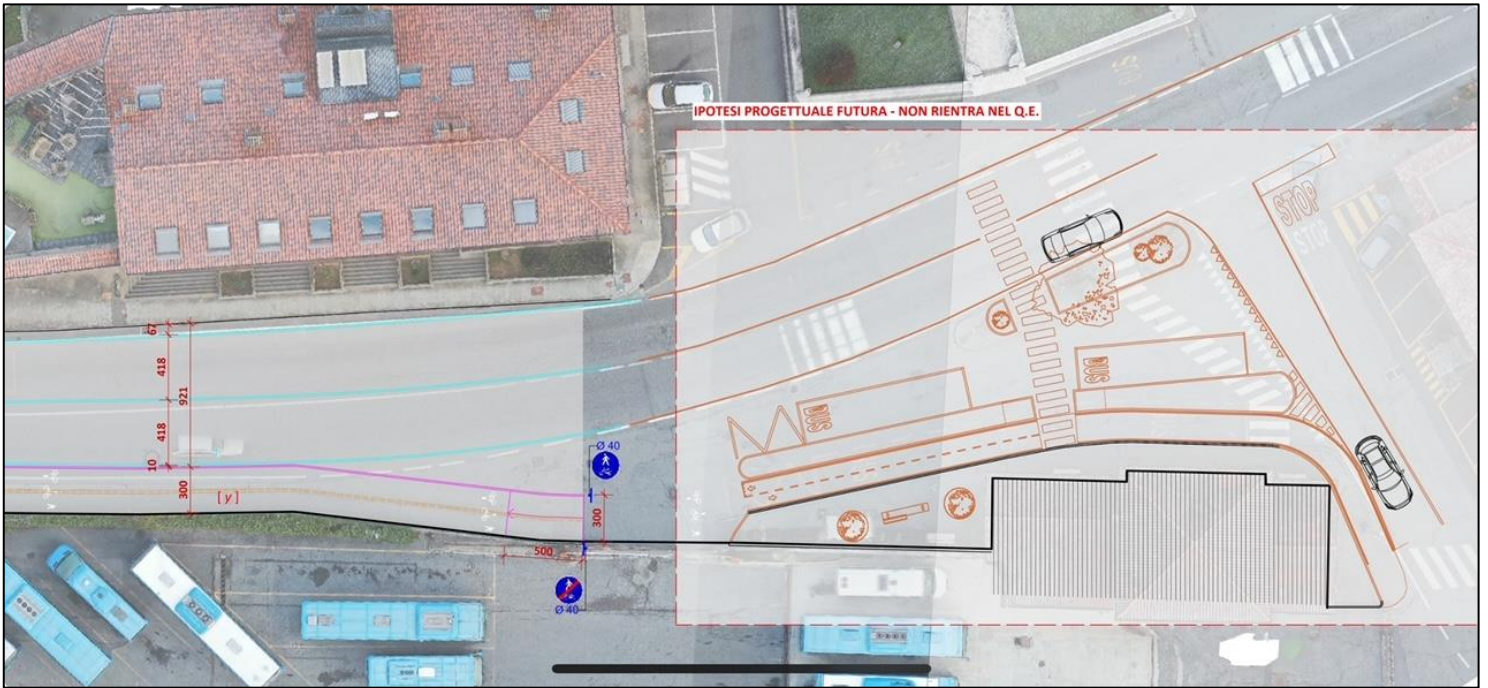 IPOTESI PROGETTUALE FUTURA - NON RIENTRA NEL Q.E.
STOP
STOP
67
418
921
418
10
300
[ y ]
BUS
BUS
Ø 40
300
500
Ø 40